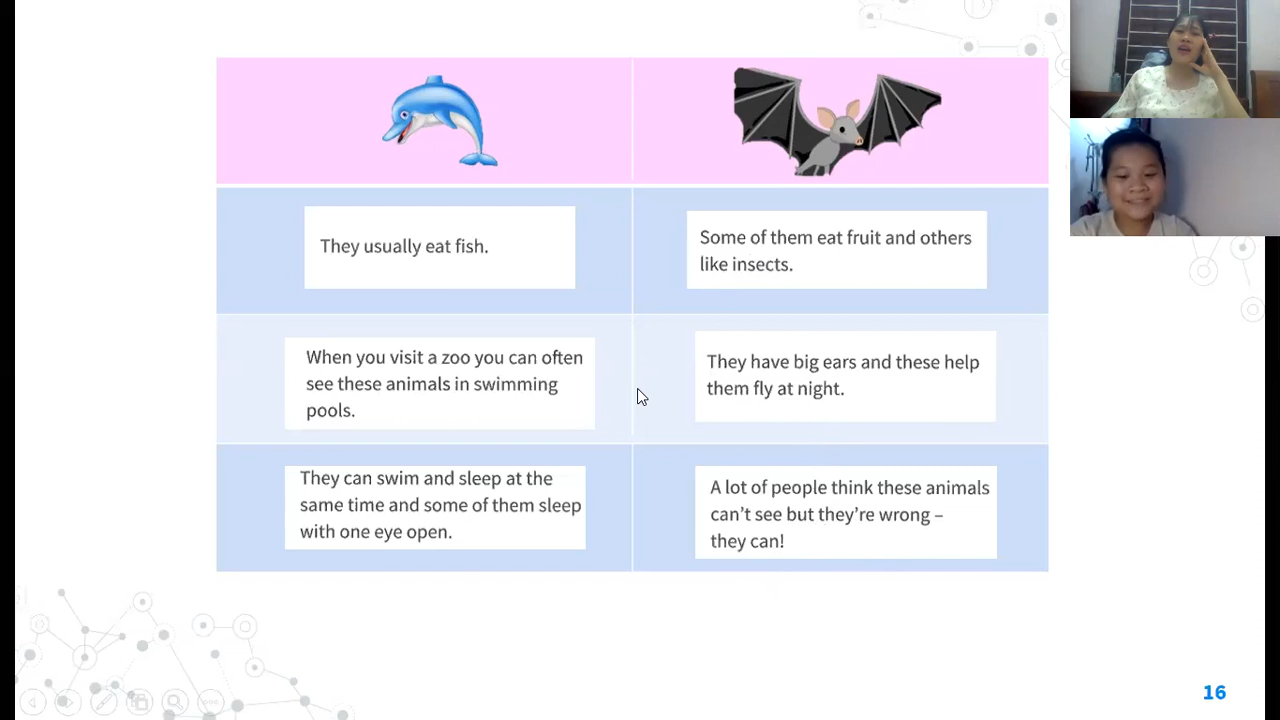 They usually eat fish.
Some of them eat fruit and others
like insects.
When you visit a zoo you can often
see these animals in swimming
pools.
They have big ears and these help
them fly at night.
They can swim and sleep at the
same time and some of them sleep
with one eye open.
A lot of people think these animals
can’t see but they’re wrong –
they can!
16